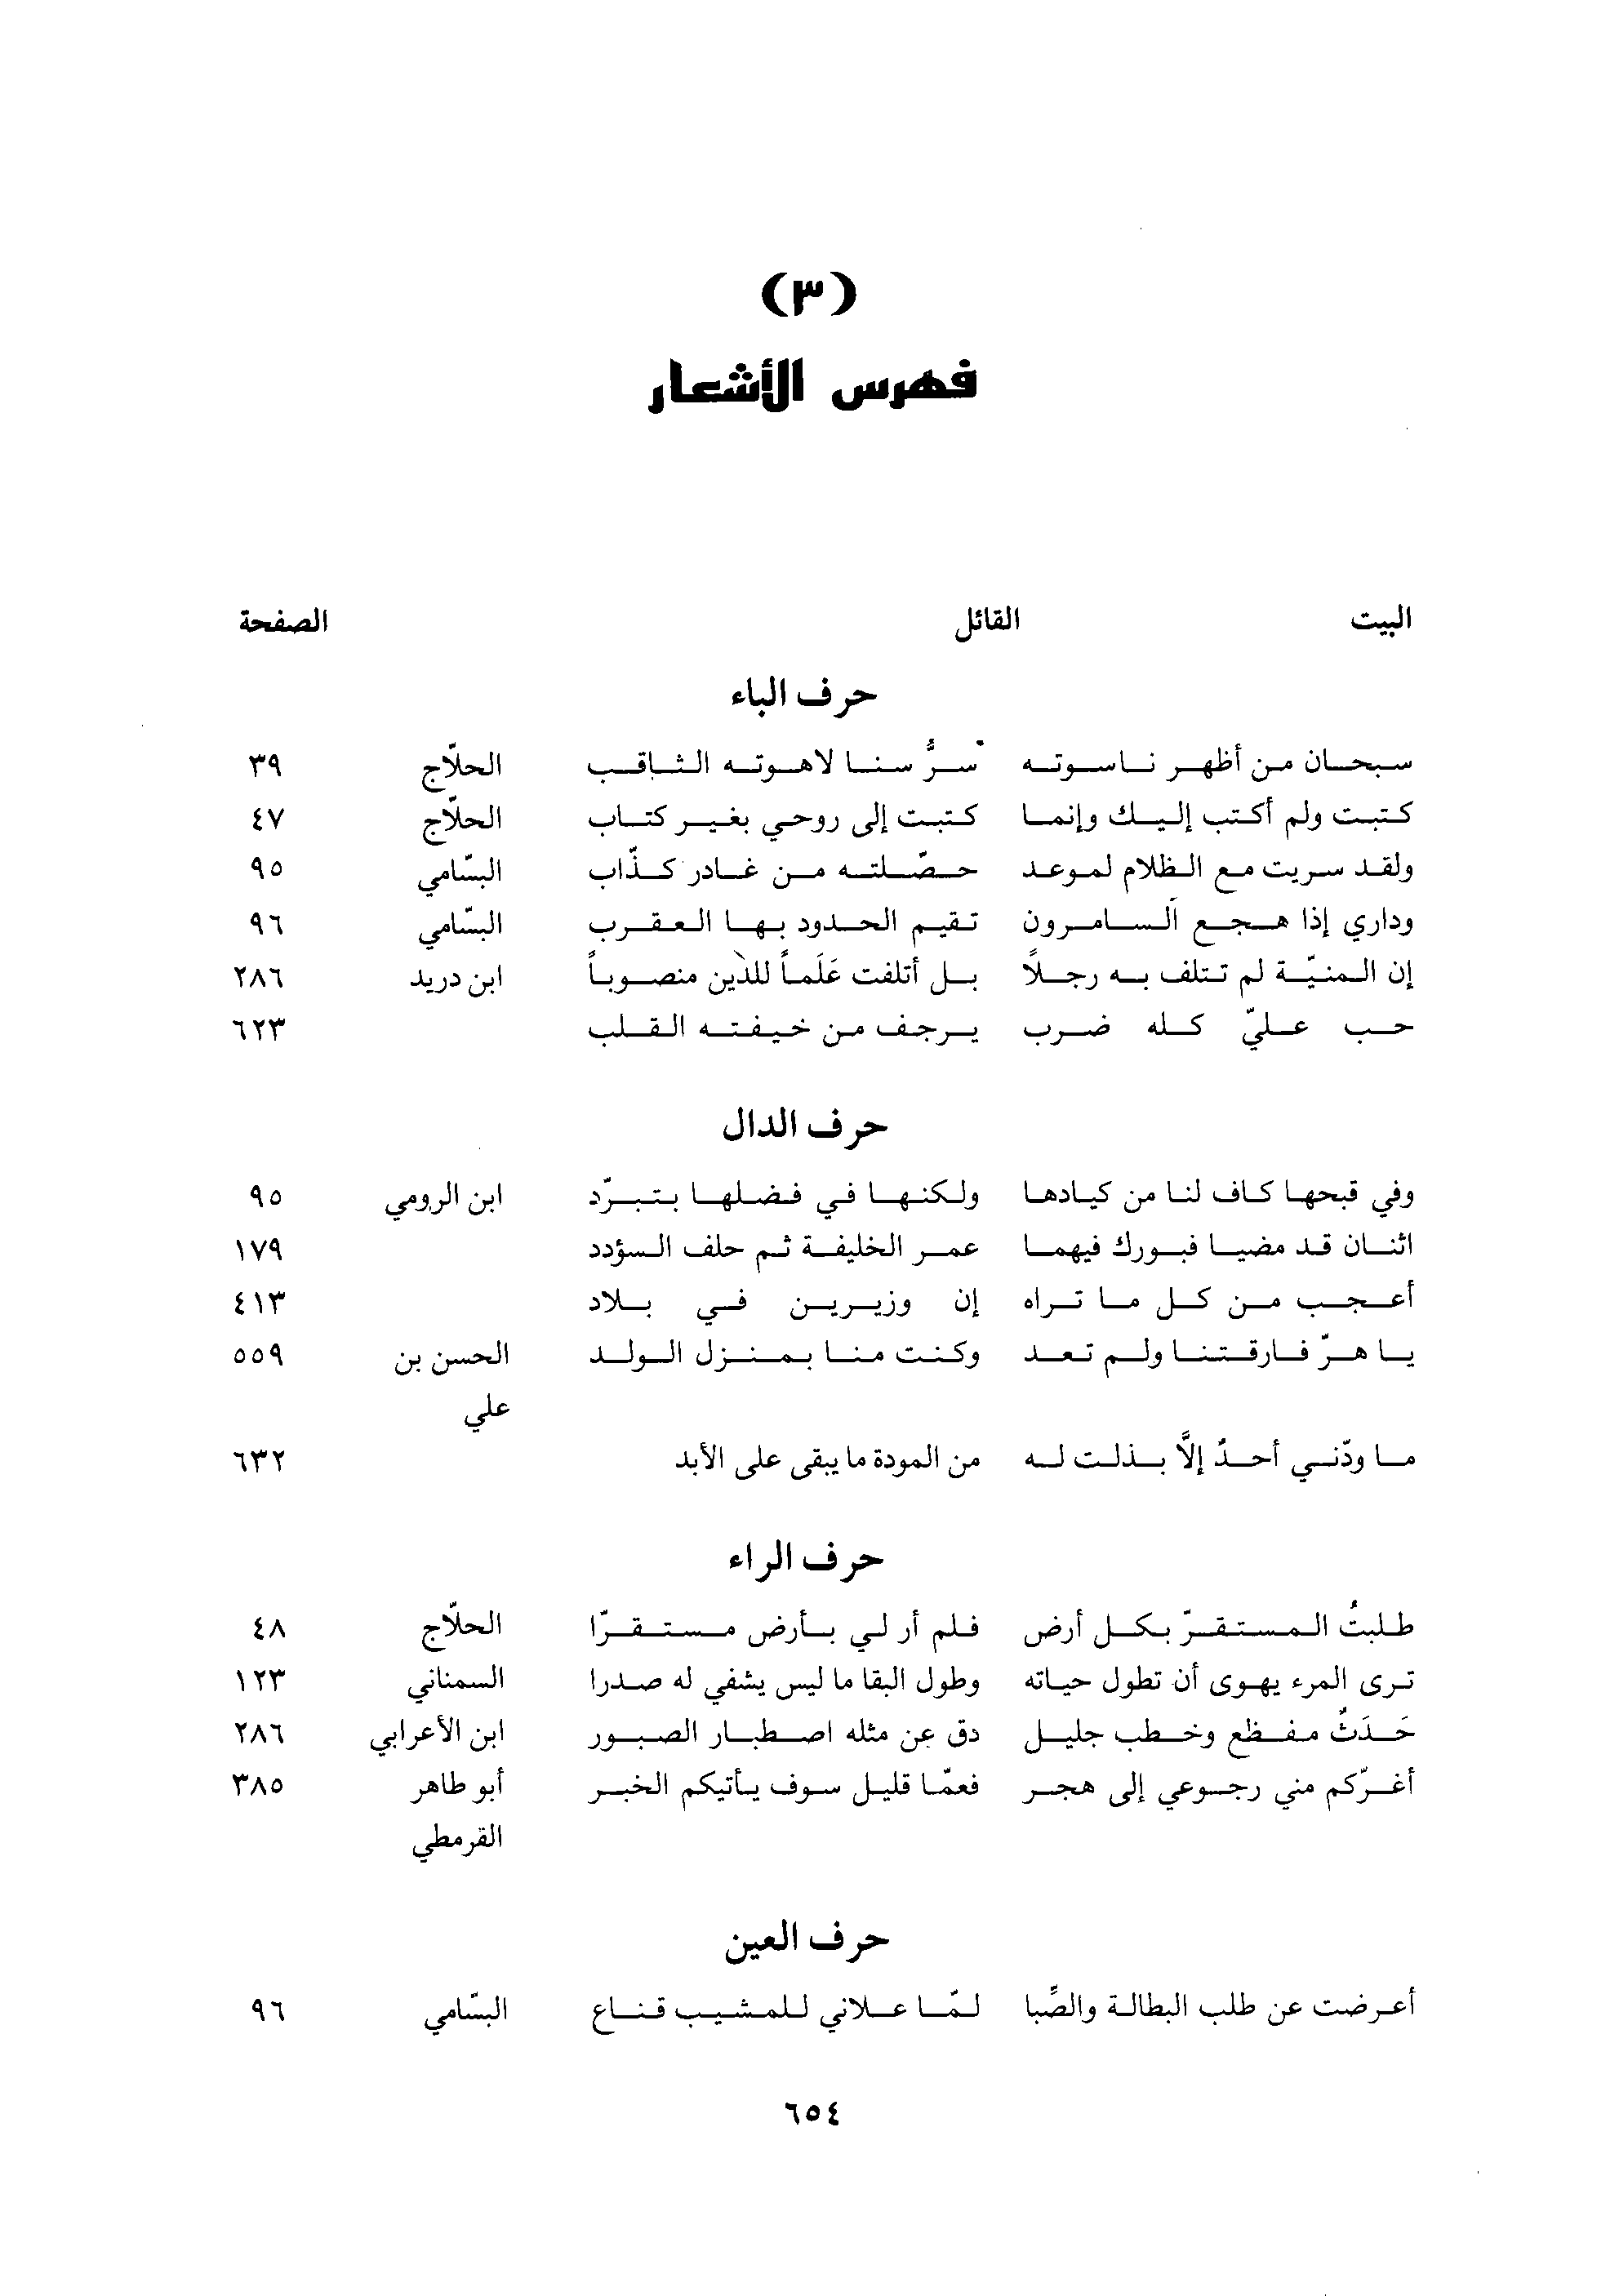 (٣)
فهرس الأشعار
البيت القائل الصفحة
حرف الباء
سبحان من أظهر ناسوته سرُّ سنا لاهوته الثاقب الحلّاج ٣٩
كتبت ولم أكتب إليك وإنما كتبت إلى روحي بغير كتاب الحلّاج ٤٧
ولقد سريت مع الظلام لموعد حصّلته من غادر كذّاب البسّامي ٩٥
وداري إذا هجع ألسامرون تقيم الحدود بها العقرب البسّامي ٩٦
إن المنيّة لم تتلف به رجلاً بل أتلفت عَلَماً للدّين منصوباً ابن دريد ٢٨٦
حب عليّ كله ضرب يرجف من خيفته القلب ٦٢٣
حرف الدال
وفي قبحها كاف لنا من كيادها ولكنها في فضلها بتبرّد ابن الرومي ٩٥
اثنان قد مضيا فبورك فيهما عمر الخليفة ثم حلف السؤدد ١٧٩
أعجب من كل ما تراه إن وزيرين في بلاد ٤١٣
يا هرّ فارقتنا ولم تعد وكنت منا بمنزل الولد الحسن بن ٥٥٩
علي
ما ودّني أحدٌ إلاَّ بذلت له من المودة ما يبقى على الأبد ٦٣٢
حرف الراء
طلبتُ المستقرّ بكل أرض فلم أر لي بأرض مستقرّا الحلّاج ٤٨
ترى المرء يهوى أن تطول حياته وطول البقا ما ليس يشفي له صدرا السمناني ١٢٣
حَدَثٌ مفظع وخطب جليل دق عن مثله اصطبار الصبور ابن الأعرابي ٢٨٦
أغرّكم مني رجوعي إلى هجر فعمّا قليل سوف يأتيكم الخبر أبو طاهر ٣٨٥
القرمطي
حرف العين
أعرضت عن طلب البطالة والصِّبا لمّا علاني للمشيب قناع البسّامي ٩٦
٦٥٤